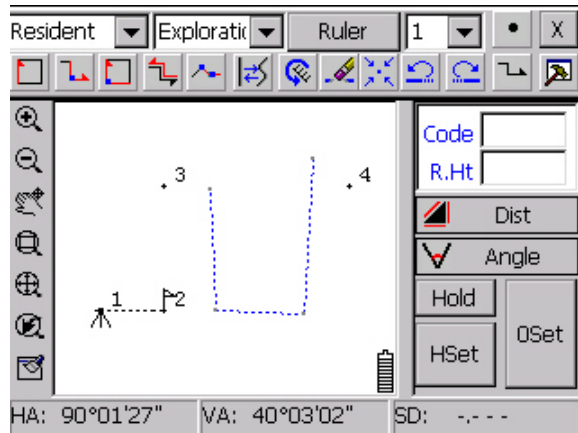 Resident Exploratic Ruler 1 • X
Code
R.Ht
3 4
Dist
Angle
1 2
Hold
HSet 0Set
HA: 90°01'27" VA: 40°03'02" SD: -.---